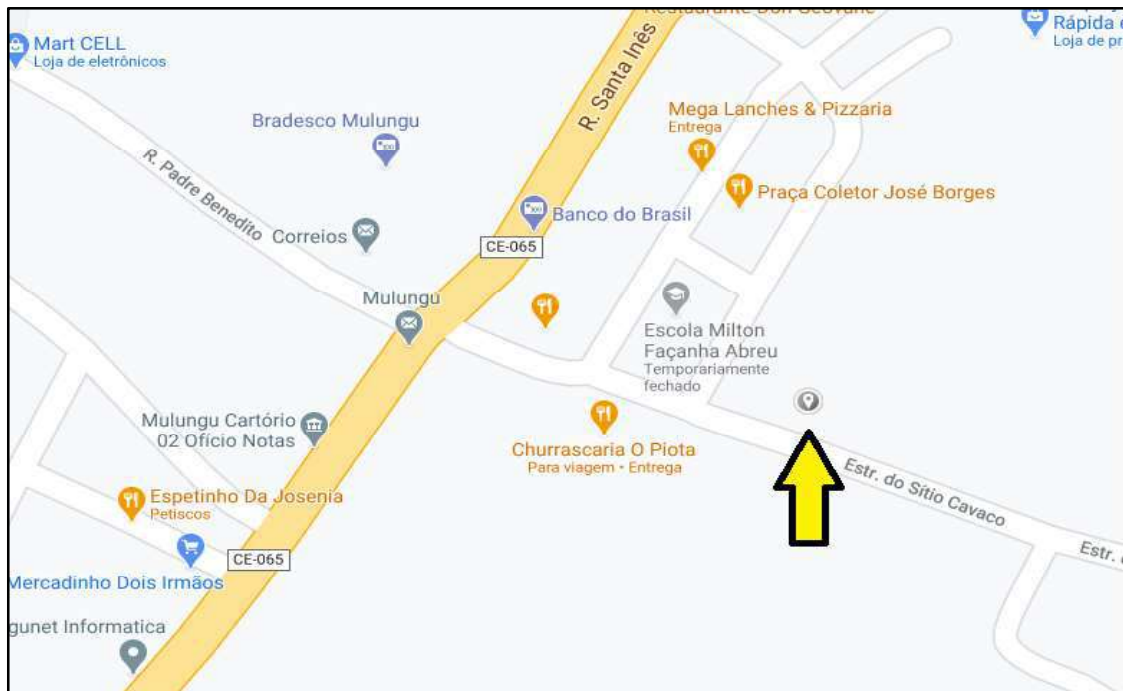 Restaurante Don Geovane
Mart CELL
Loja de eletrônicos
Rápida e
Loja de pr
R. Santa Inês
Bradesco Mulungu
Mega Lanches & Pizzaria
Entrega
R. Padre Benedito
Praça Coletor José Borges
Banco do Brasil
Correios
CE-065
Mulungu
Escola Milton
Façanha Abreu
Temporariamente
fechado
Mulungu Cartório
02 Ofício Notas
Churrascaria O Piota
Para viagem • Entrega
Estr. do Sítio Cavaco
Espetinho Da Josenia
Petiscos
Estr.
CE-065
Mercadinho Dois Irmãos
gunet Informatica